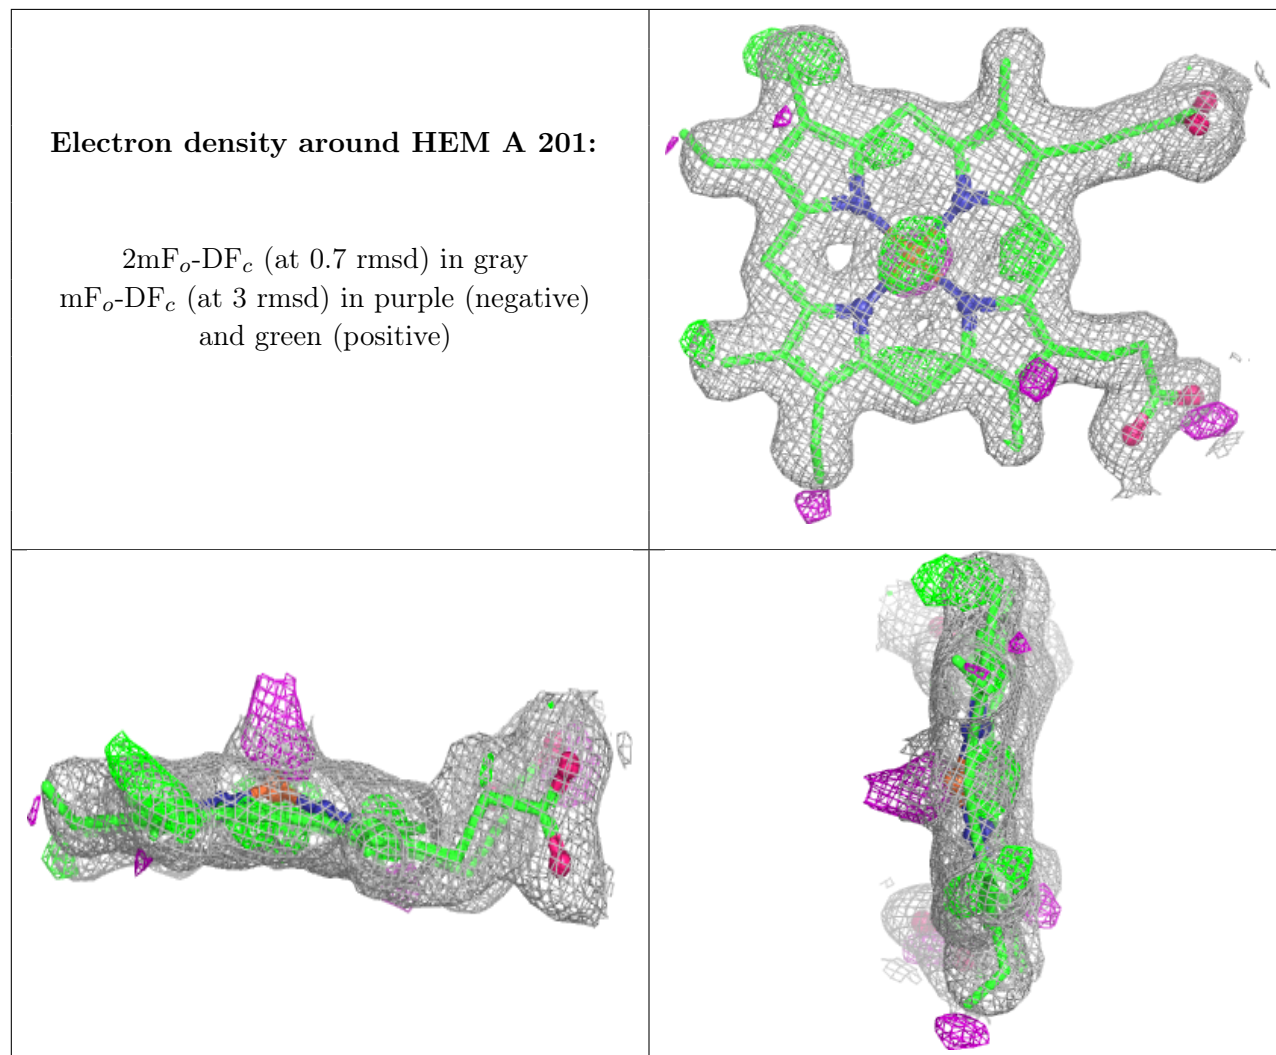 Electron density around HEM A 201:
2mFo-DFc (at 0.7 rmsd) in gray
mFo-DFc (at 3 rmsd) in purple (negative)
and green (positive)